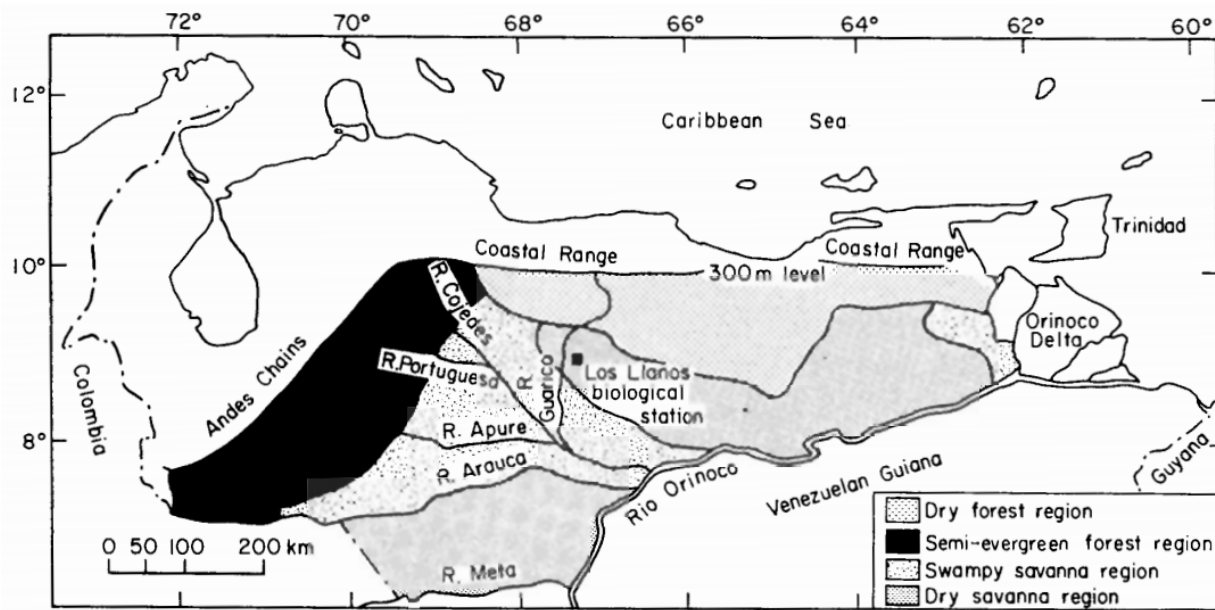 72° 70° 68° 66° 64° 62° 60°
12°
10°
8°
Caribbean Sea
Trinidad
Coastal Range
Coastal Range
300m level
R. Cojedes
Orinoco
Delta
R. Portuguesa
R. Guarico
Los Llanos
biological
station
Andes Chains
Colombia
R. Apure
R. Arauca
Rio Orinoco
Venezuelan Guiana
Guyana
R. Meta
0 50 100 200 km
Dry forest region
Semi-evergreen forest region
Swampy savanna region
Dry savanna region